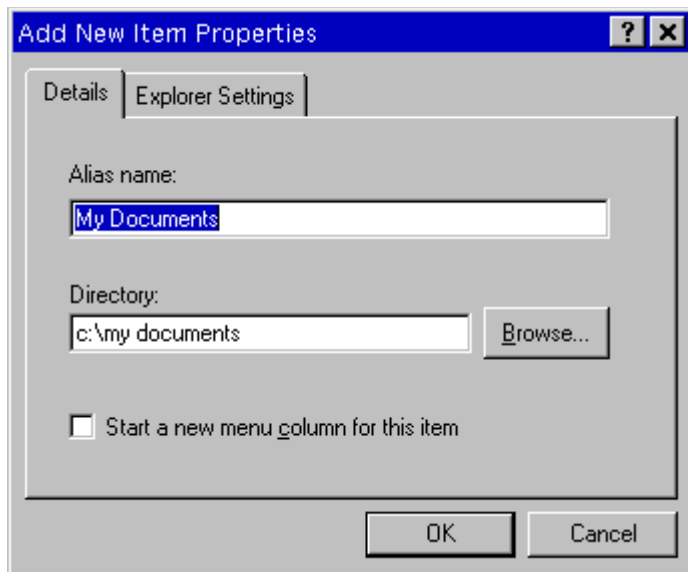 Add New Item Properties
Details
Explorer Settings
Alias name:
My Documents
Directory:
c:\my documents
Browse...
Start a new menu column for this item
OK
Cancel